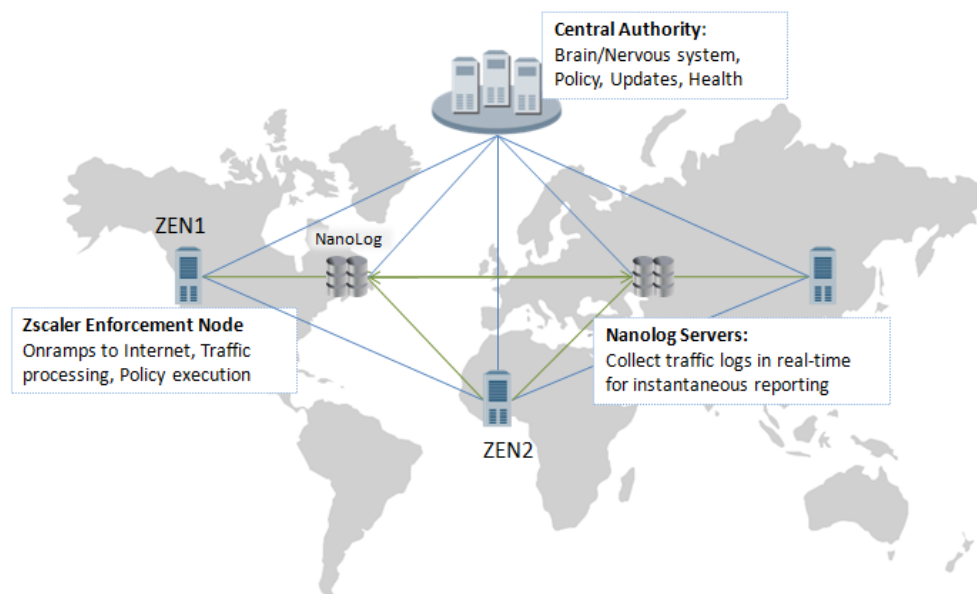 Central Authority:
Brain/Nervous system,
Policy, Updates, Health
ZEN1
NanoLog
Zscaler Enforcement Node
Onramps to Internet, Traffic
processing, Policy execution
Nanolog Servers:
Collect traffic logs in real-time
for instantaneous reporting
ZEN2